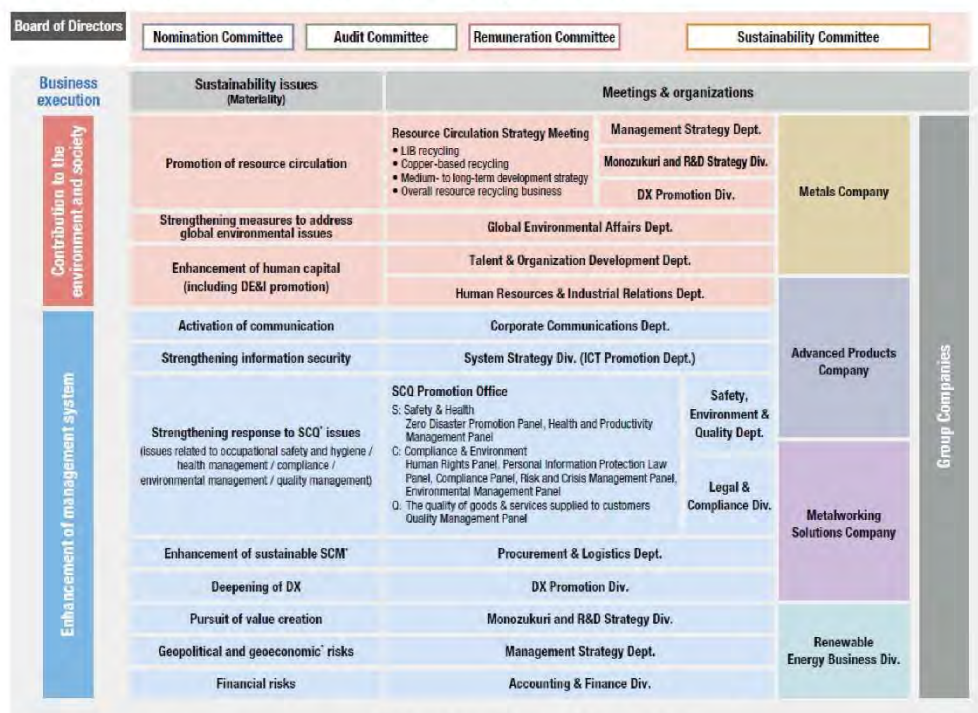 Board of Directors
Nomination Committee
Audit Committee
Remuneration Committee
Sustainability Committee
Business
execution
Sustainability issues
(Materiality)
Meetings & organizations
Contribution to the
environment and society
Promotion of resource circulation
Resource Circulation Strategy Meeting
• LIB recycling
• Copper-based recycling
• Medium- to long-term development strategy
• Overall resource recycling business
Management Strategy Dept.
Monozukuri and R&D Strategy Div.
DX Promotion Div.
Strengthening measures to address
global environmental issues
Global Environmental Affairs Dept.
Enhancement of human capital
(including DE&I promotion)
Talent & Organization Development Dept.
Human Resources & Industrial Relations Dept.
Enhancement of management system
Activation of communication
Corporate Communications Dept.
Strengthening information security
System Strategy Div. (ICT Promotion Dept.)
Strengthening response to SCQ* issues
(issues related to occupational safety and hygiene /
health management / compliance /
environmental management / quality management)
SCQ Promotion Office
S: Safety & Health
Zero Disaster Promotion Panel, Health and Productivity
Management Panel
C: Compliance & Environment
Human Rights Panel, Personal Information Protection Law
Panel, Compliance Panel, Risk and Crisis Management Panel,
Environmental Management Panel
Q: The quality of goods & services supplied to customers
Quality Management Panel
Safety,
Environment &
Quality Dept.
Legal &
Compliance Div.
Enhancement of sustainable SCM*
Procurement & Logistics Dept.
Deepening of DX
DX Promotion Div.
Pursuit of value creation
Monozukuri and R&D Strategy Div.
Geopolitical and geoeconomic* risks
Management Strategy Dept.
Financial risks
Accounting & Finance Div.
Metals Company
Advanced Products
Company
Metalworking
Solutions Company
Renewable
Energy Business Div.
Group Companies